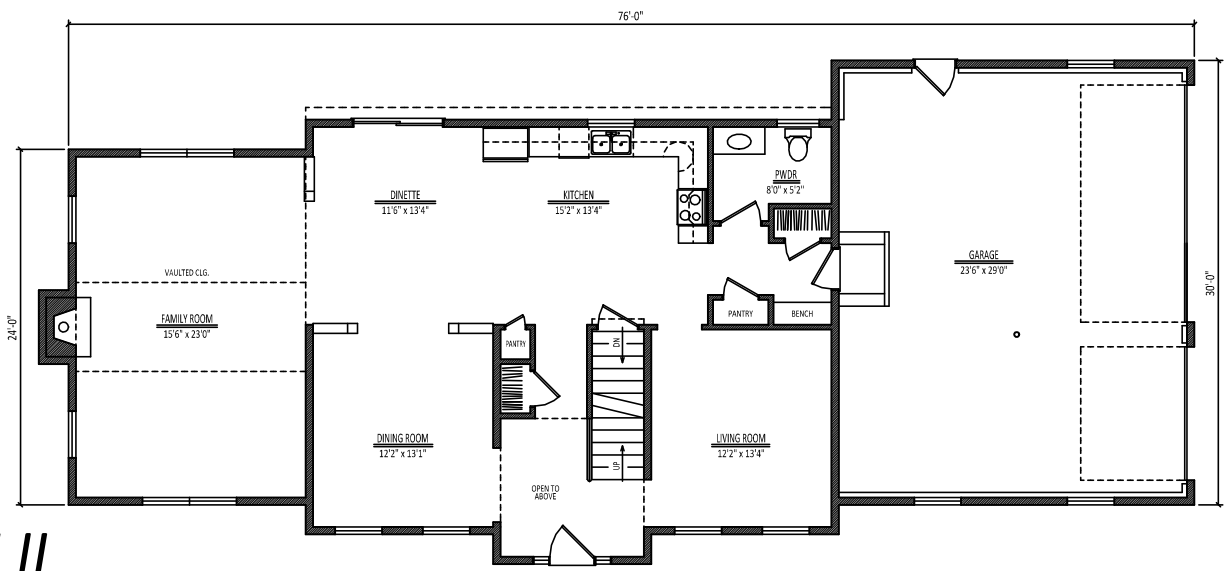 76'-0"
PWDR
8'0" x 5'2"
DINETTE
11'6" x 13'4"
KITCHEN
15'2" x 13'4"
GARAGE
23'6" x 29'0"
VAULTED CLG.
30'-0"
24'-0"
FAMILY ROOM
15'6" x 23'0"
PANTRY
BENCH
PANTRY
DN
DINING ROOM
12'2" x 13'1"
LIVING ROOM
12'2" x 13'4"
UP
OPEN TO
ABOVE